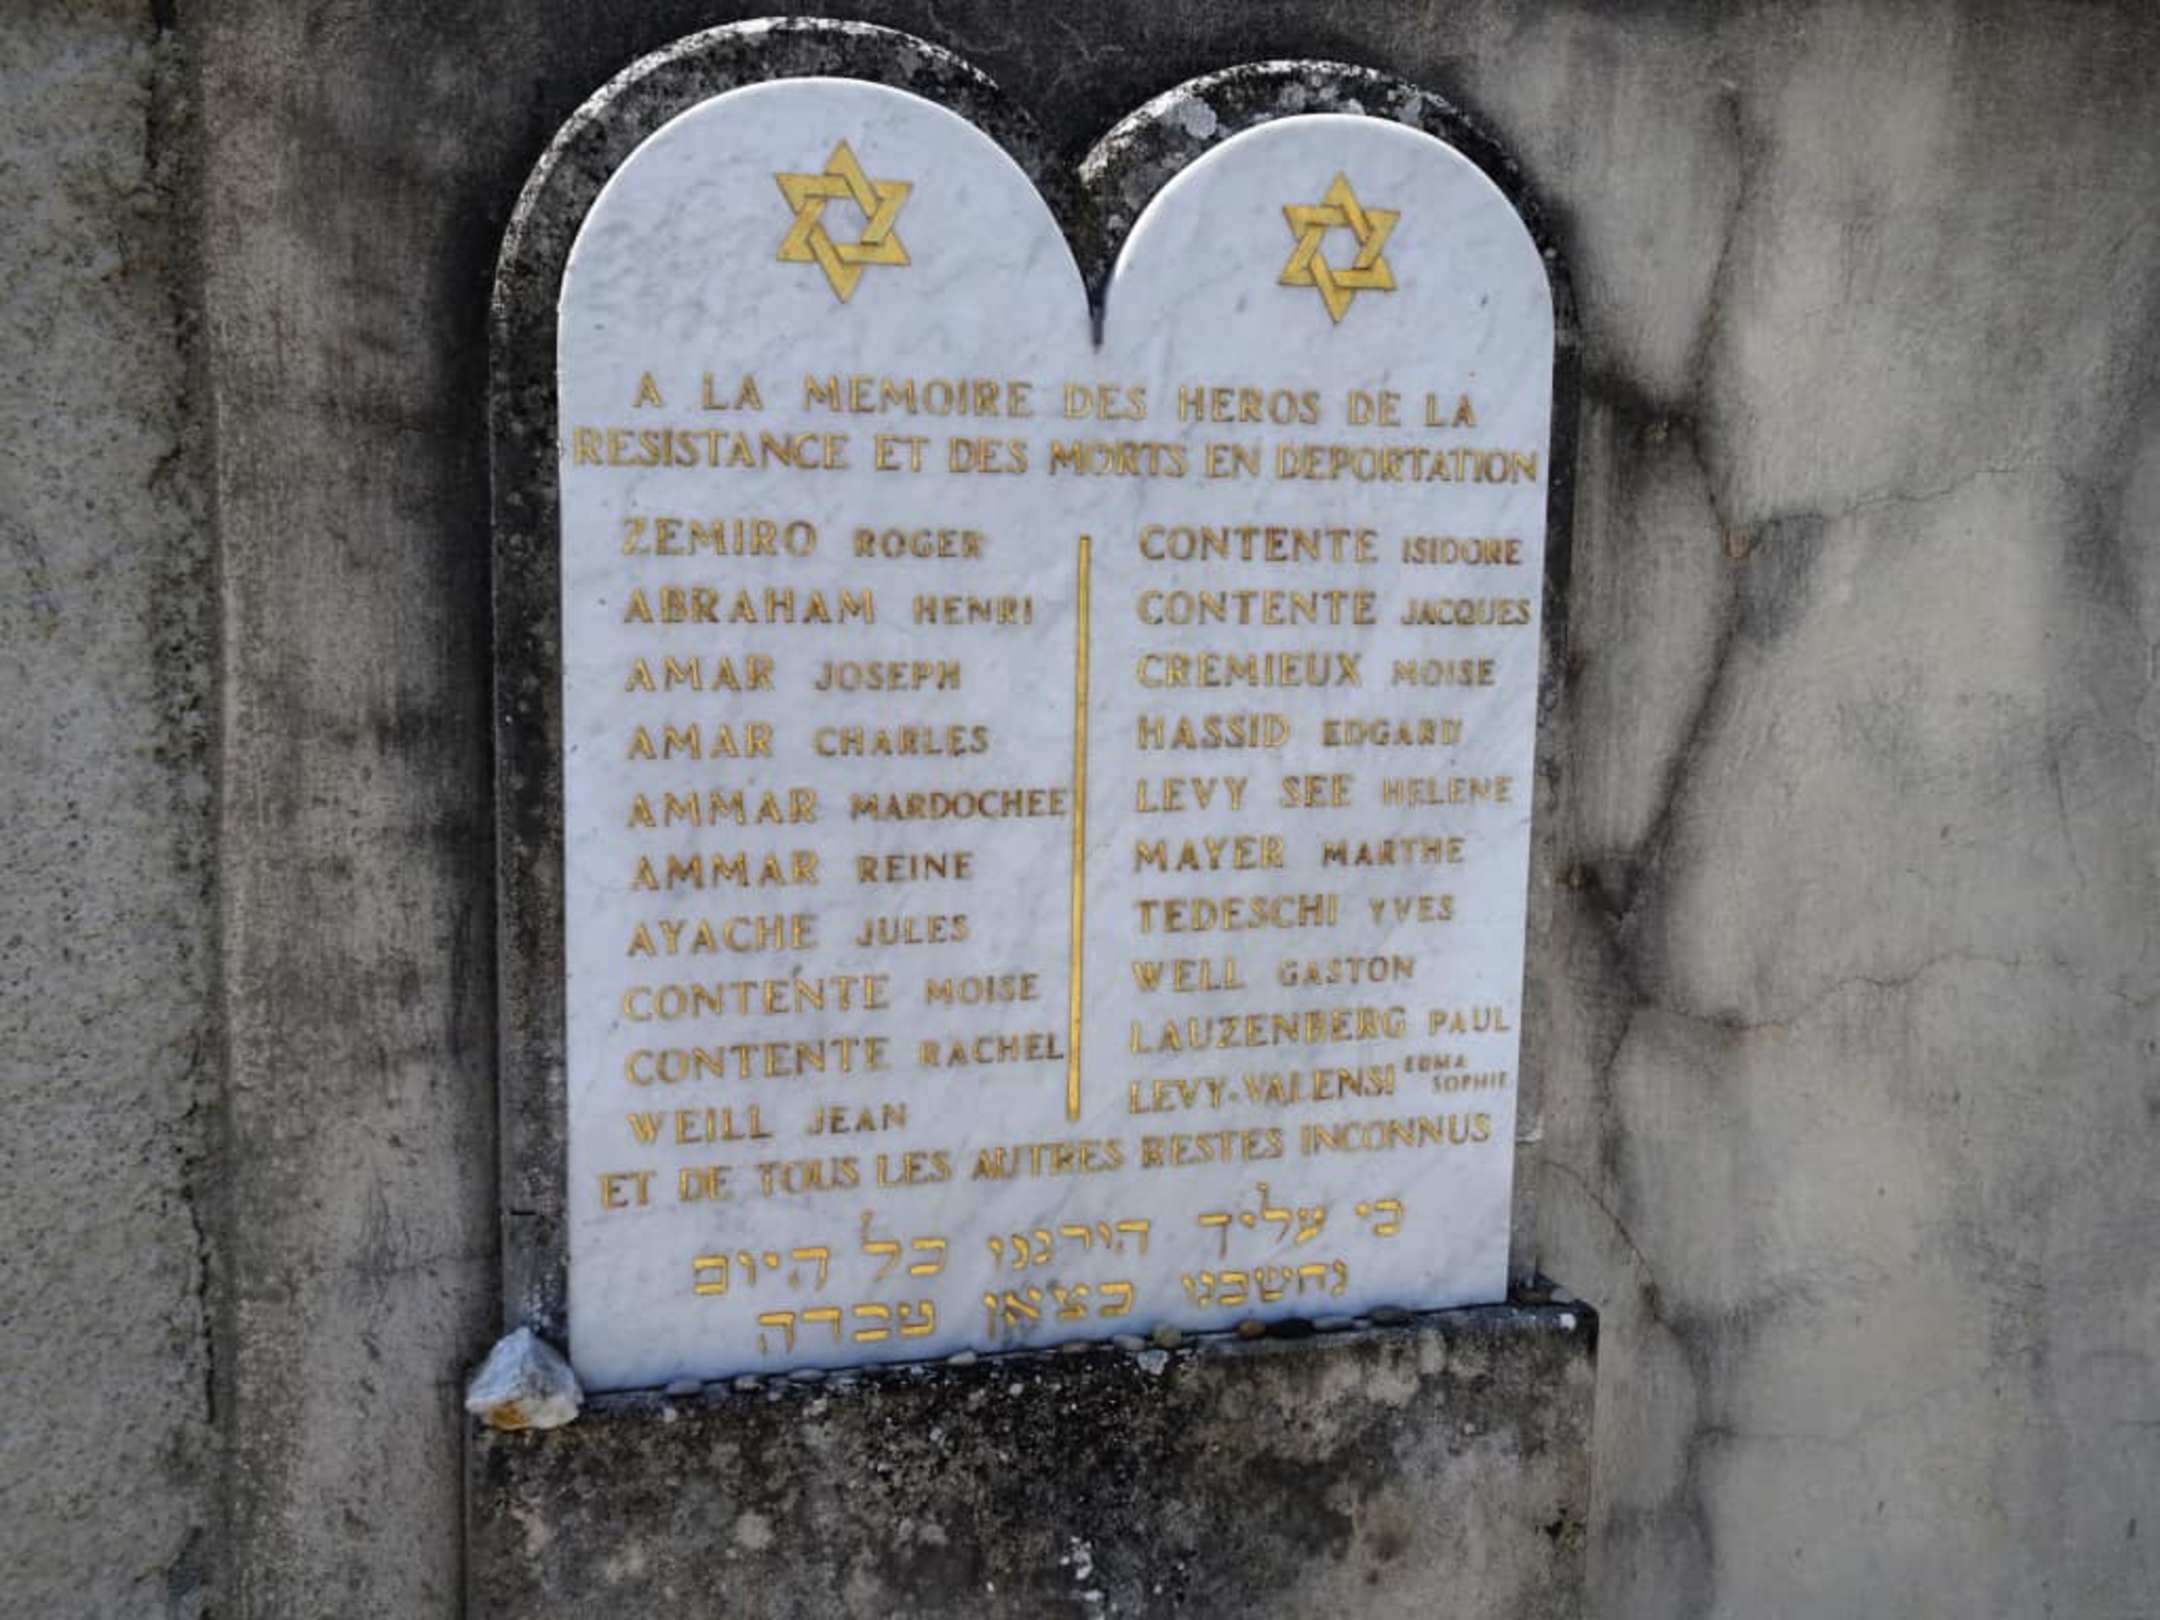 A LA MEMOIRE DES HEROS DE LA
RESISTANCE ET DES MORTS EN DEPORTATION
ZEMIRO ROGER
ABRAHAM HENRI
AMAR JOSEPH
AMAR CHARLES
AMMAR MARDOCHEE
AMMAR REINE
AYACHE JULES
CONTENTE MOISE
CONTENTE RACHEL
WEILL JEAN
CONTENTE ISIDORE
CONTENTE JACQUES
CREMIEUX MOISE
HASSID EDGARD
LEVY SEE HELENE
MAYER MARTHE
TEDESCHI YVES
WELL GASTON
LAUZENBERG PAUL
LEVY-VALENSI EDMA SOPHIE
ET DE TOUS LES AUTRES RESTES INCONNUS
כי עליך הורגנו כל היום
נחשבנו כצאן טבחה